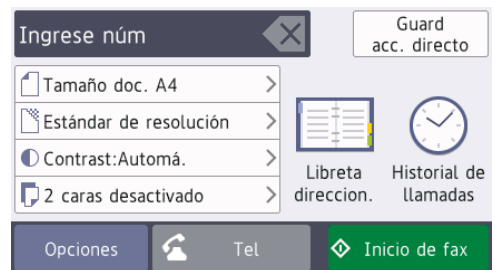 Ingrese núm
Guard
acc. directo
Tamaño doc. A4
Estándar de resolución
Contrast:Automá.
2 caras desactivado
Libreta
direccion.
Historial de
llamadas
Opciones
Tel
Inicio de fax